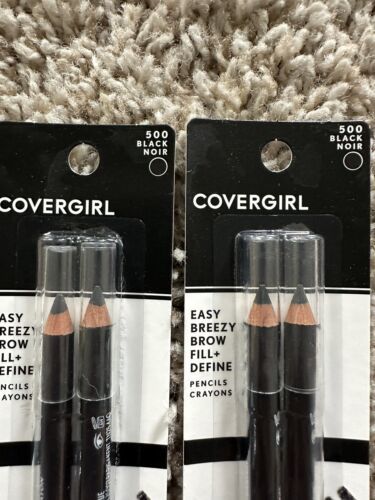 500
BLACK
NOIR
COVERGIRL
EASY
BREEZY
BROW
FILL+
DEFINE
PENCILS
CRAYONS
500
BLACK
NOIR
COVERGIRL
EASY
BREEZY
BROW
FILL+
DEFINE
PENCILS
CRAYONS